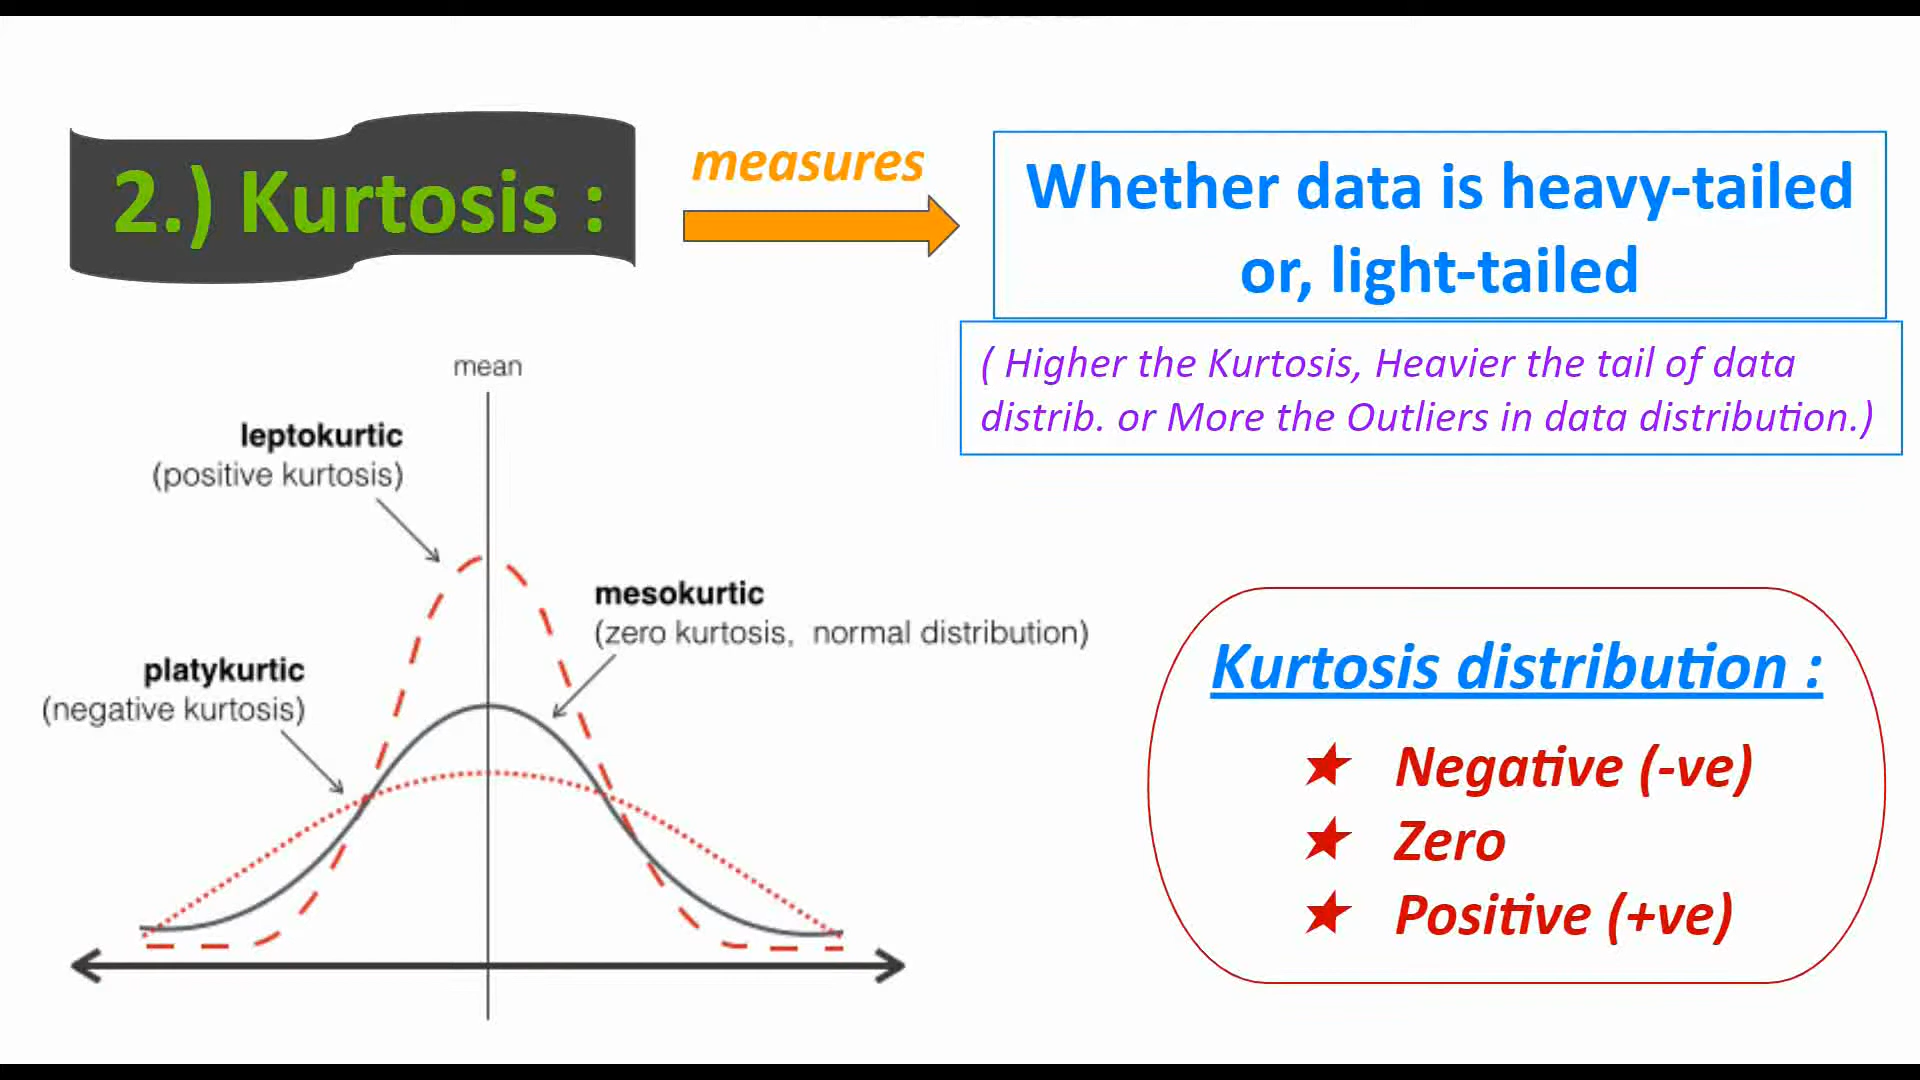 2.) Kurtosis :
measures
Whether data is heavy-tailed
or, light-tailed
( Higher the Kurtosis, Heavier the tail of data
distrib. or More the Outliers in data distribution.)
mean
leptokurtic
(positive kurtosis)
mesokurtic
(zero kurtosis, normal distribution)
platykurtic
(negative kurtosis)
Kurtosis distribution :
★ Negative (-ve)
★ Zero
★ Positive (+ve)